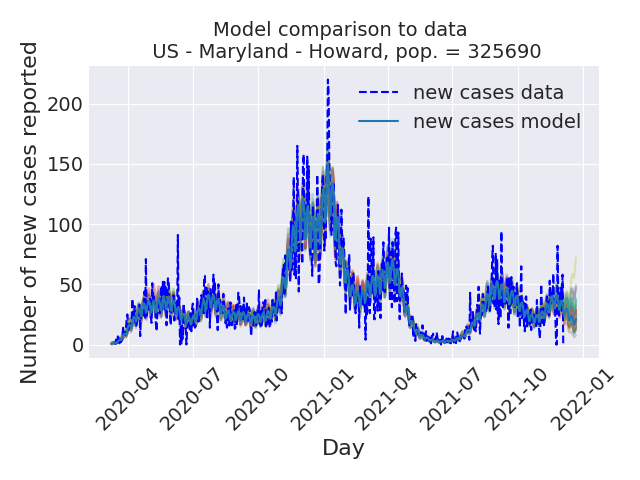 Model comparison to data
US - Maryland - Howard, pop. = 325690
Number of new cases reported
200
150
100
50
0
new cases data
new cases model
2020-04
2020-07
2020-10
2021-01
2021-04
2021-07
2021-10
2022-01
Day